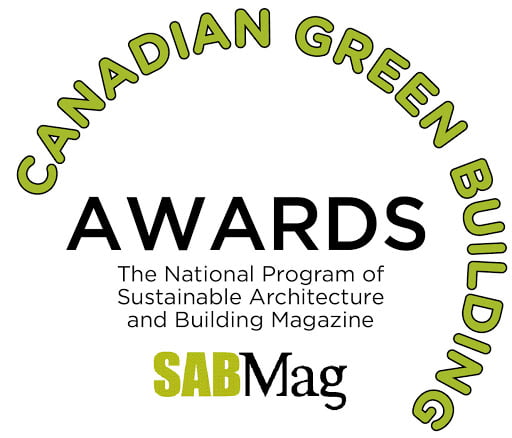 CANADIAN GREEN BUILDING
AWARDS
The National Program of
Sustainable Architecture
and Building Magazine
SABMag